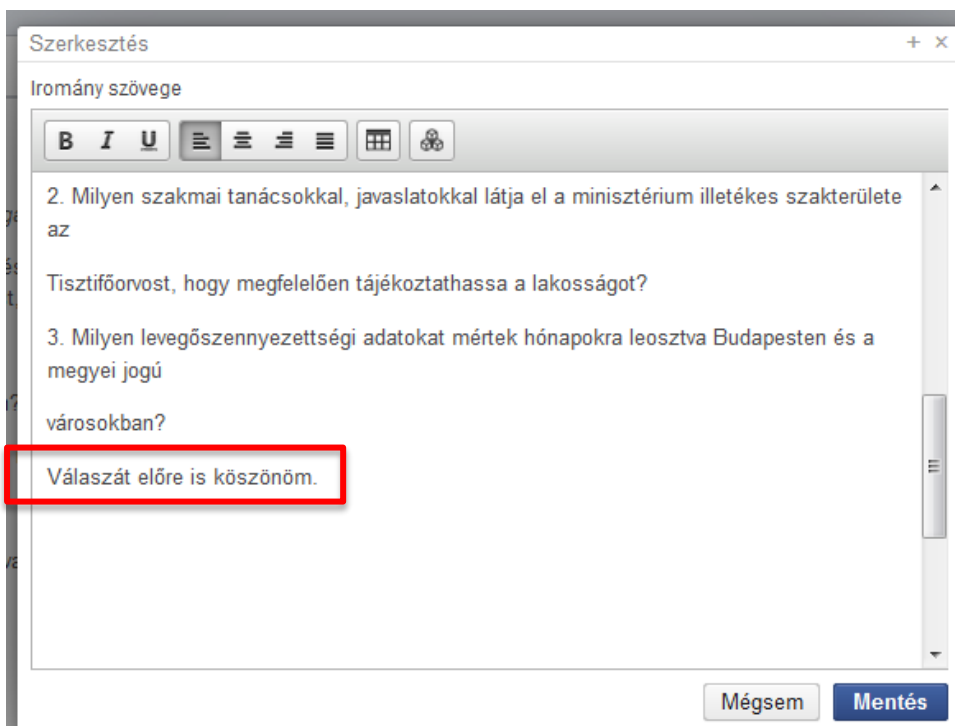 Szerkesztés
Iromány szövege
B I U
2. Milyen szakmai tanácsokkal, javaslatokkal látja el a minisztérium illetékes szakterülete
az
Tisztifőorvost, hogy megfelelően tájékoztathassa a lakosságot?
3. Milyen levegőszennyezettségi adatokat mértek hónapokra leosztva Budapesten és a
megyei jogú
városokban?
Válaszát előre is köszönöm.
Mégsem Mentés